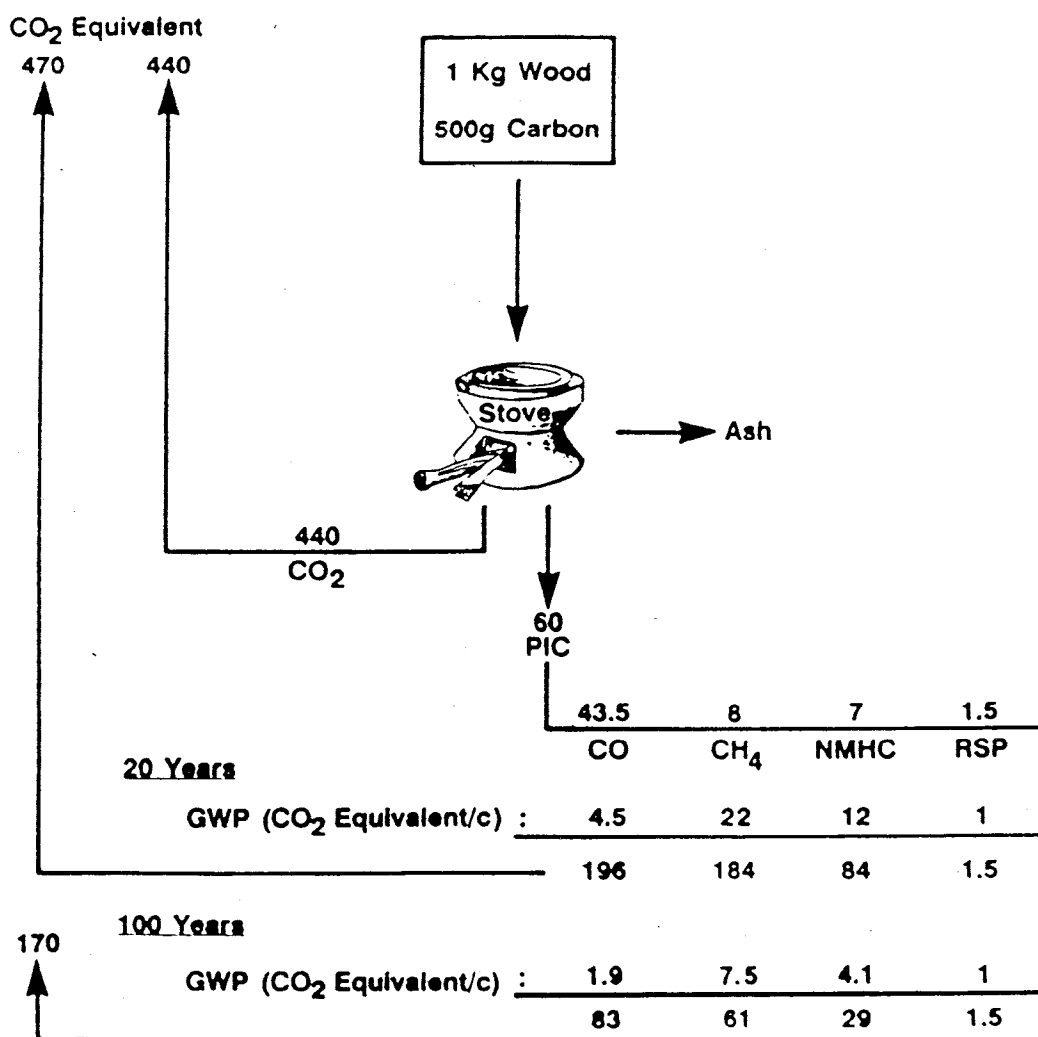 CO2 Equivalent
470 440
1 Kg Wood
500g Carbon
Stove
Ash
440
CO2
60
PIC
43.5 8 7 1.5
CO CH4 NMHC RSP
20 Years
GWP (CO2 Equivalent/c) : 4.5 22 12 1
196 184 84 1.5
100 Years
170
GWP (CO2 Equivalent/c) : 1.9 7.5 4.1 1
83 61 29 1.5